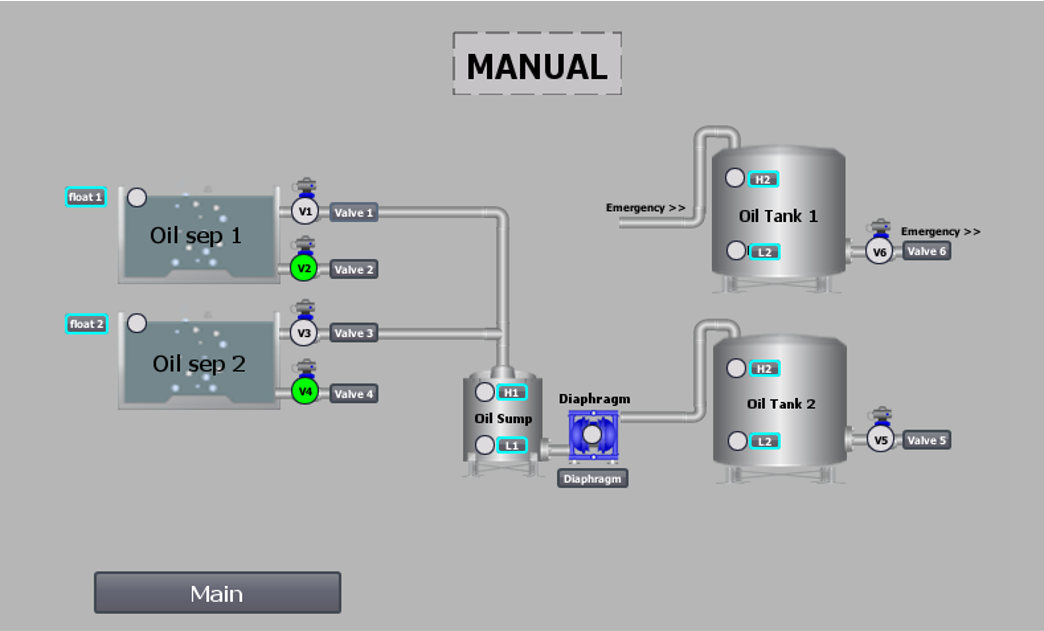 MANUAL
float 1
Oil sep 1
V1
Valve 1
V2
Valve 2
float 2
Oil sep 2
V3
Valve 3
V4
Valve 4
H1
Oil Sump
L1
Diaphragm
Diaphragm
Emergency >>
H2
Oil Tank 1
L2
V6
Emergency >>
Valve 6
H2
Oil Tank 2
L2
V5
Valve 5
Main